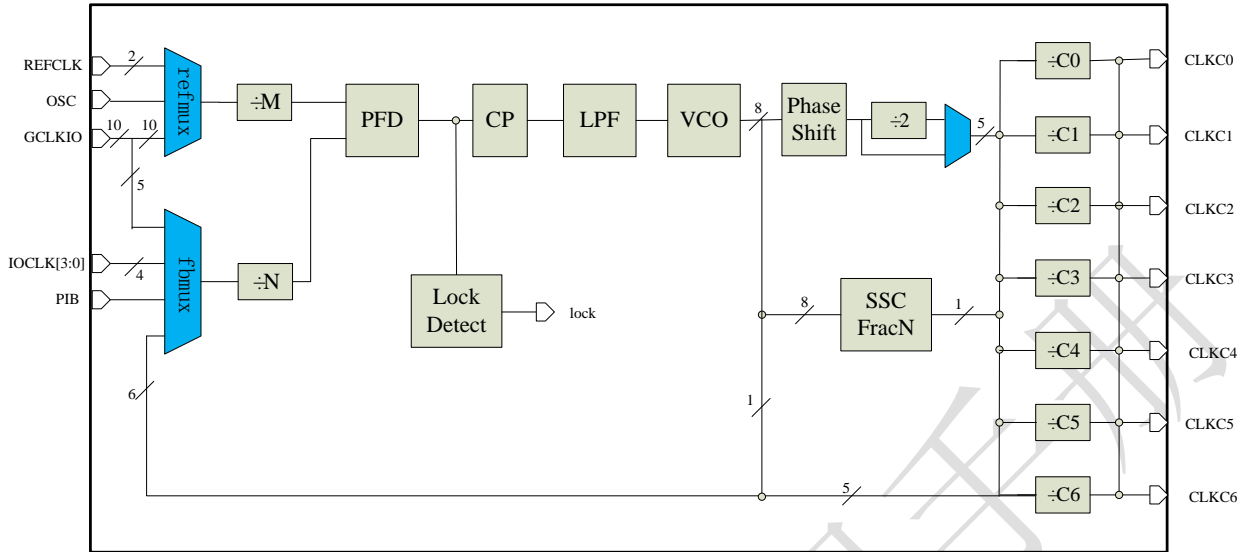 REFCLK
2
OSC
GCLKIO
10
10
refmux
÷M
5
IOCLK[3:0]
4
PIB
fbmux
÷N
6
PFD
CP
LPF
VCO
8
Phase
Shift
÷2
5
Lock
Detect
lock
8
SSC
FracN
1
1
5
÷C0
÷C1
÷C2
÷C3
÷C4
÷C5
÷C6
CLKC0
CLKC1
CLKC2
CLKC3
CLKC4
CLKC5
CLKC6
手册